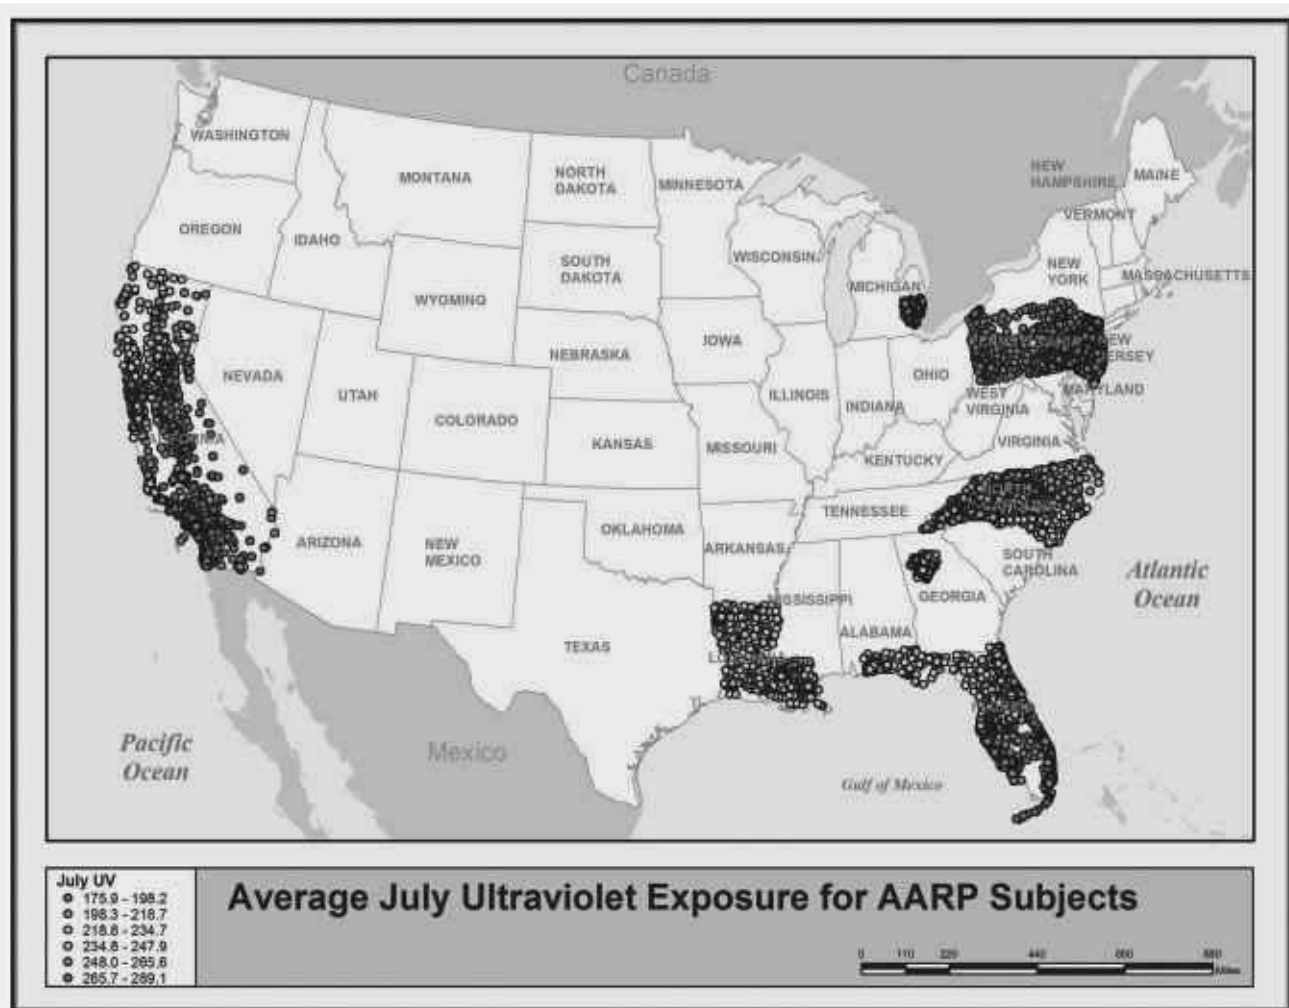 Canada
WASHINGTON
MONTANA
NORTH
DAKOTA
MINNESOTA
NEW
HAMPSHIRE
MAINE
VERMONT
OREGON
IDAHO
SOUTH
DAKOTA
WISCONSIN
MICHIGAN
NEW
YORK
MASSACHUSETTS
WYOMING
IOWA
NEBRASKA
NEVADA
UTAH
COLORADO
KANSAS
MISSOURI
ILLINOIS
INDIANA
OHIO
WEST
VIRGINIA
MARYLAND
VIRGINIA
KENTUCKY
TENNESSEE
NORTH
ARIZONA
NEW
MEXICO
OKLAHOMA
ARKANSAS
MISSISSIPPI
ALABAMA
GEORGIA
SOUTH
CAROLINA
TEXAS
Atlantic
Ocean
Pacific
Ocean
Mexico
Gulf of Mexico
July UV
175.9 - 198.2
198.3 - 218.7
218.8 - 234.7
234.8 - 247.9
248.0 - 265.6
265.7 - 289.1
Average July Ultraviolet Exposure for AARP Subjects
0 110 220 440 660 880
Miles